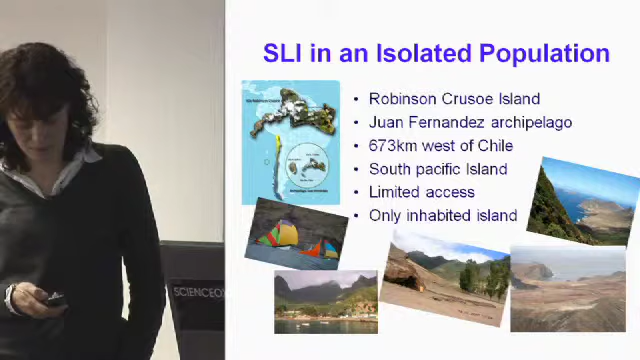 SLI in an Isolated Population
• Robinson Crusoe Island
• Juan Fernandez archipelago
• 673km west of Chile
• South pacific Island
• Limited access
• Only inhabited island